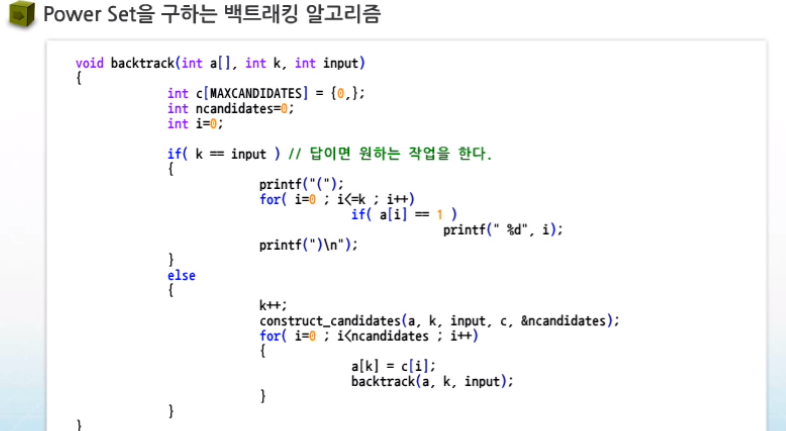 Power Set을 구하는 백트래킹 알고리즘
void backtrack(int a[], int k, int input)
{
int c[MAXCANDIDATES] = {0,};
int ncandidates=0;
int i=0;
if( k == input ) // 답이면 원하는 작업을 한다.
{
printf("(");
for( i=0 ; i<=k ; i++)
if( a[i] == 1 )
printf(" %d", i);
printf(")\n");
}
else
{
k++;
construct_candidates(a, k, input, c, &ncandidates);
for( i=0 ; i<ncandidates ; i++)
{
a[k] = c[i];
backtrack(a, k, input);
}
}
}